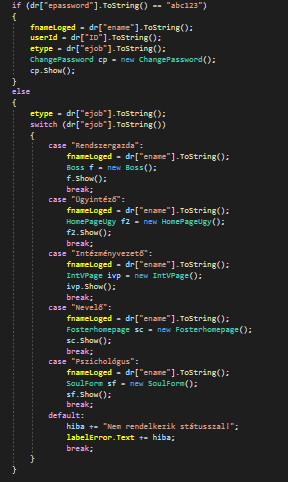 if (dr["epassword"].ToString() == "abc123")
{
fnameLoged = dr["ename"].ToString();
userId = dr["ID"].ToString();
etype = dr["ejob"].ToString();
ChangePassword cp = new ChangePassword();
cp.Show();
}
else
{
etype = dr["ejob"].ToString();
switch (dr["ejob"].ToString())
{
case "Rendszergazda":
fnameLoged = dr["ename"].ToString();
Boss f = new Boss();
f.Show();
break;
case "Ügyintéző":
fnameLoged = dr["ename"].ToString();
HomePageUgy f2 = new HomePageUgy();
f2.Show();
break;
case "Intézményvezető":
fnameLoged = dr["ename"].ToString();
IntVPage ivp = new IntVPage();
ivp.Show();
break;
case "Nevelő":
fnameLoged = dr["ename"].ToString();
Fosterhomepage sc = new Fosterhomepage();
sc.Show();
break;
case "Pszichológus":
fnameLoged = dr["ename"].ToString();
SoulForm sf = new SoulForm();
sf.Show();
break;
default:
hiba += "Nem rendelkezik státusszal!";
labelError.Text += hiba;
break;
}
}